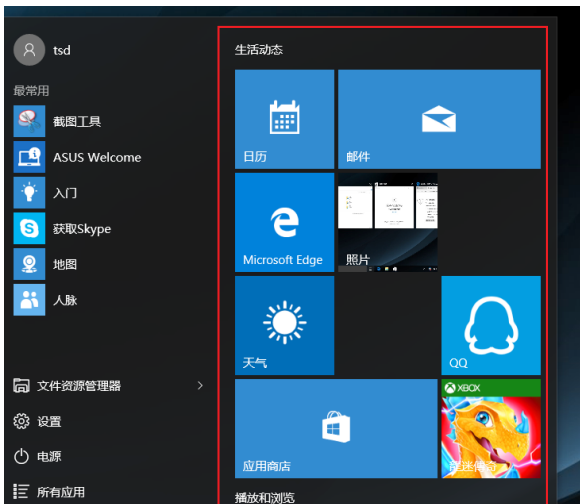 tsd
最常用
截图工具
ASUS Welcome
入门
获取Skype
地图
人脉
文件资源管理器
设置
电源
所有应用
生活动态
日历
邮件
Microsoft Edge
照片
天气
QQ
应用商店
XBOX
播放和浏览